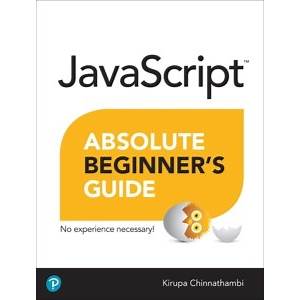 JavaScript™
ABSOLUTE
BEGINNER'S
GUIDE
No experience necessary!
P
Kirupa Chinnathambi